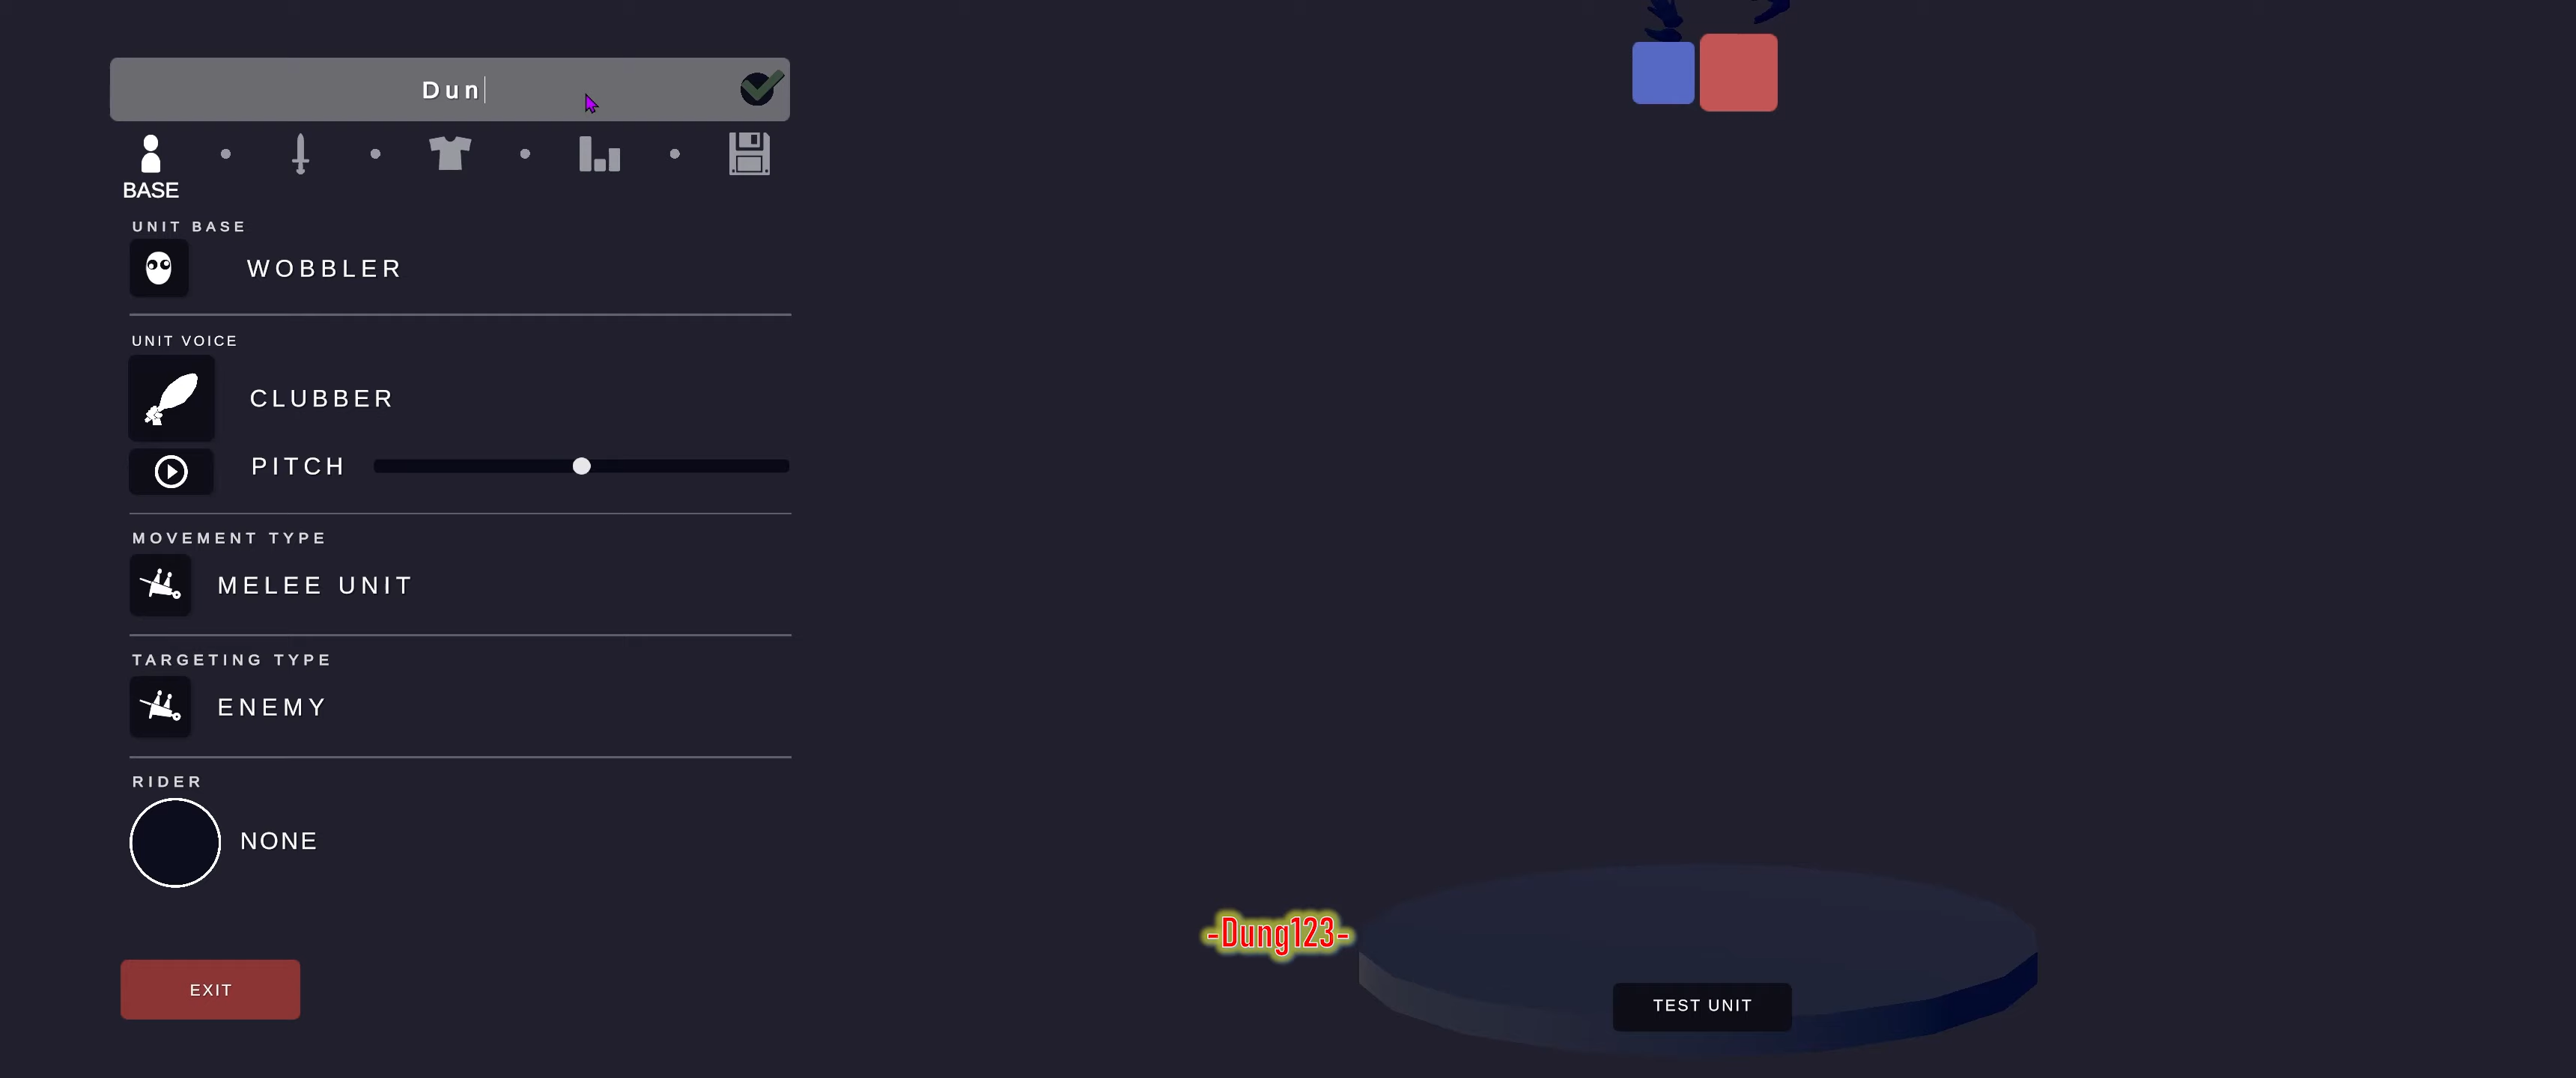 Dun
BASE
UNIT BASE
WOBBLER
UNIT VOICE
CLUBBER
PITCH
MOVEMENT TYPE
MELEE UNIT
TARGETING TYPE
ENEMY
RIDER
NONE
-Dung123-
EXIT
TEST UNIT